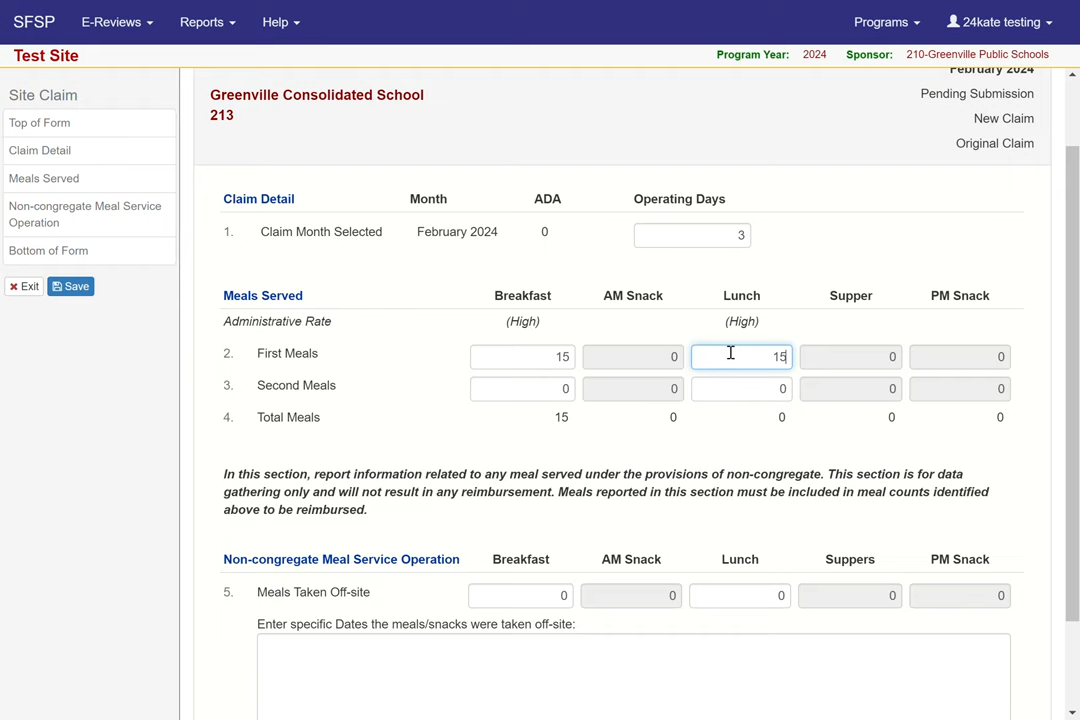 SFSP E-Reviews Reports Help Programs 24kate testing
Test Site Program Year: 2024 Sponsor: 210-Greenville Public Schools
Site Claim
Top of Form
Claim Detail
Meals Served
Non-congregate Meal Service
Operation
Bottom of Form
Exit Save
February 2024
Greenville Consolidated School
213
Pending Submission
New Claim
Original Claim
Claim Detail Month ADA Operating Days
1. Claim Month Selected February 2024 0 3
Meals Served Breakfast AM Snack Lunch Supper PM Snack
Administrative Rate (High) (High)
2. First Meals 15 0 15 0 0
3. Second Meals 0 0 0 0 0
4. Total Meals 15 0 0 0 0
In this section, report information related to any meal served under the provisions of non-congregate. This section is for data
gathering only and will not result in any reimbursement. Meals reported in this section must be included in meal counts identified
above to be reimbursed.
Non-congregate Meal Service Operation Breakfast AM Snack Lunch Suppers PM Snack
5. Meals Taken Off-site 0 0 0 0 0
Enter specific Dates the meals/snacks were taken off-site: